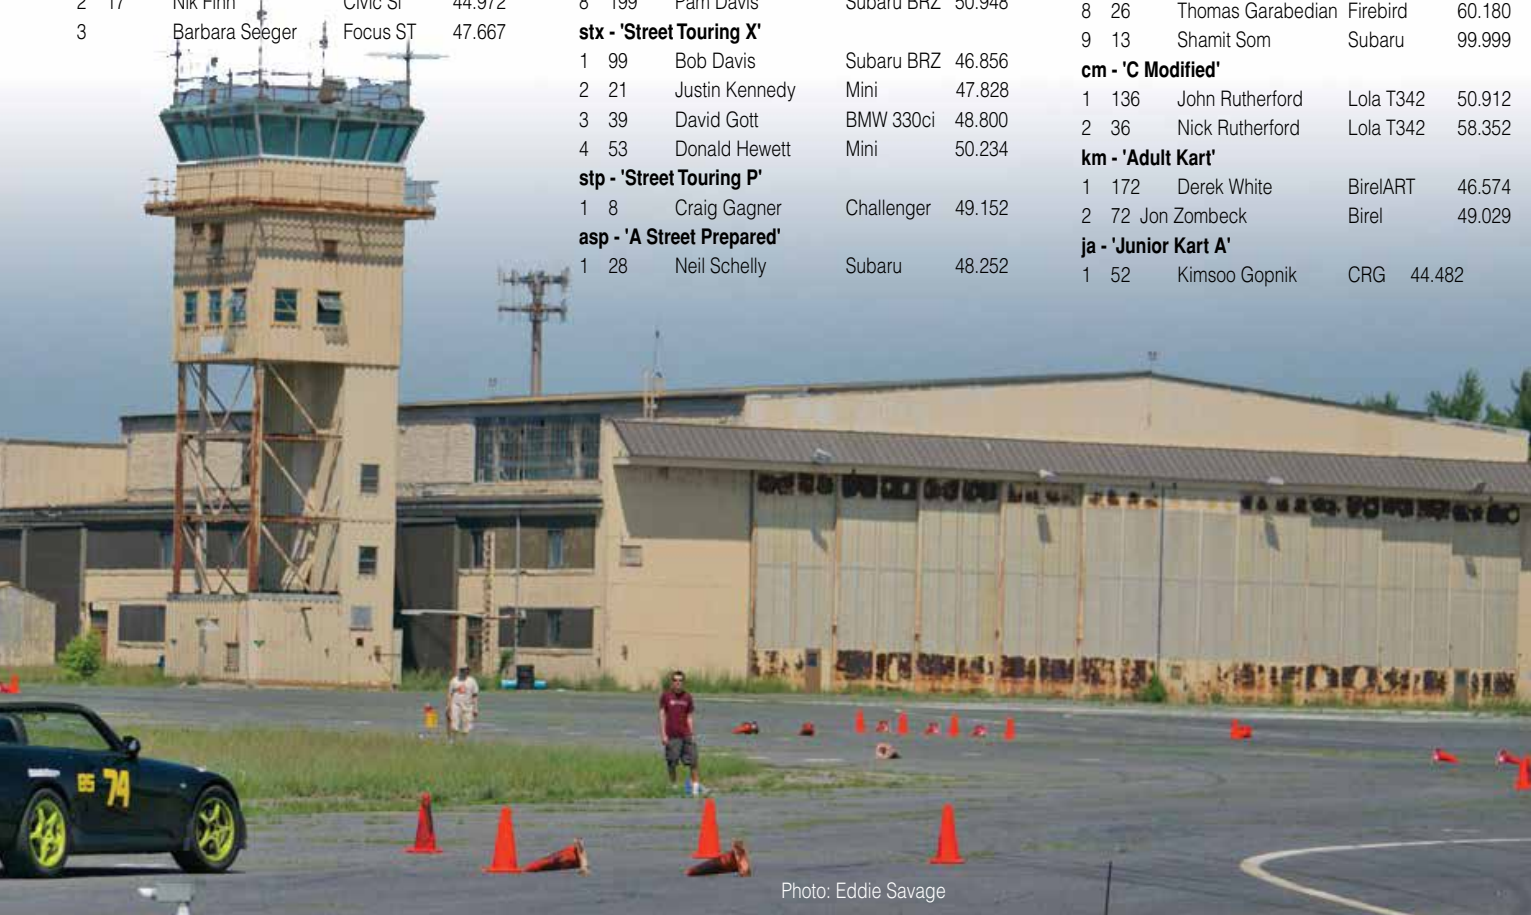 2 17 Nik Finn Civic Si 44.972
3 Barbara Seeger Focus ST 47.667
8 199 Pam Davis Subaru BRZ 50.948
stx - 'Street Touring X'
1 99 Bob Davis Subaru BRZ 46.856
2 21 Justin Kennedy Mini 47.828
3 39 David Gott BMW 330ci 48.800
4 53 Donald Hewett Mini 50.234
stp - 'Street Touring P'
1 8 Craig Gagner Challenger 49.152
asp - 'A Street Prepared'
1 28 Neil Schelly Subaru 48.252
8 26 Thomas Garabedian Firebird 60.180
9 13 Shamit Som Subaru 99.999
cm - 'C Modified'
1 136 John Rutherford Lola T342 50.912
2 36 Nick Rutherford Lola T342 58.352
km - 'Adult Kart'
1 172 Derek White BirelART 46.574
2 72 Jon Zombeck Birel 49.029
ja - 'Junior Kart A'
1 52 Kimsoo Gopnik CRG 44.482
BS 74
Photo: Eddie Savage